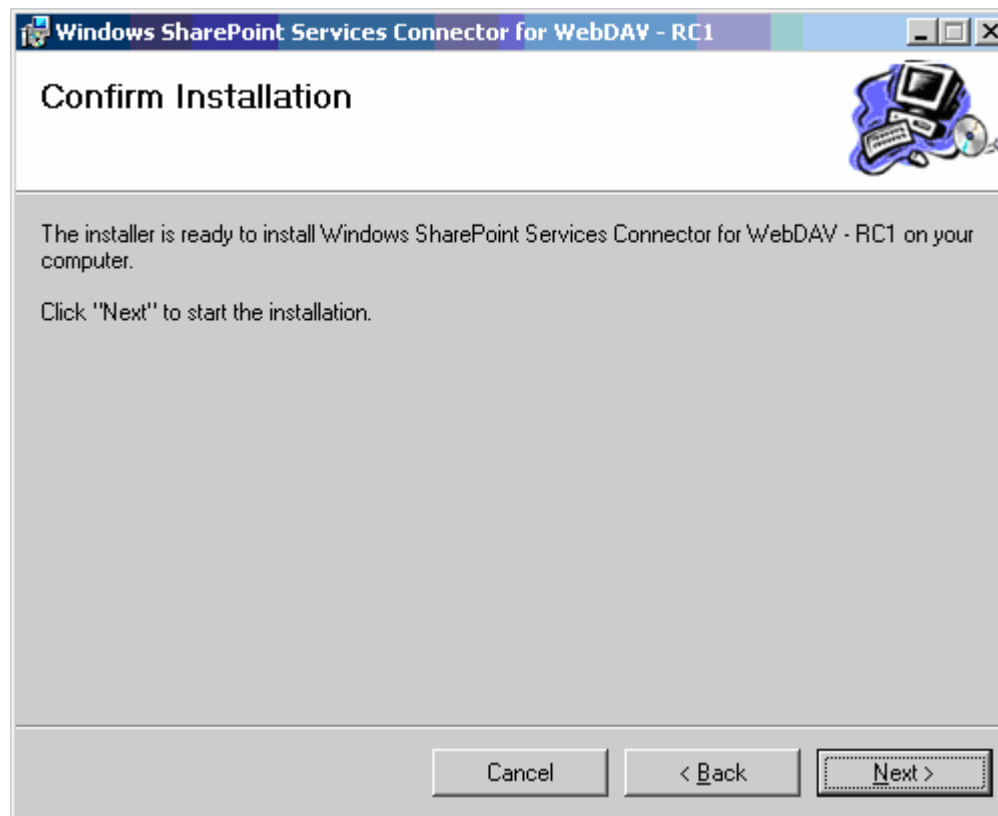 Windows SharePoint Services Connector for WebDAV - RC1
Confirm Installation
The installer is ready to install Windows SharePoint Services Connector for WebDAV - RC1 on your
computer.
Click "Next" to start the installation.
Cancel
< Back
Next >